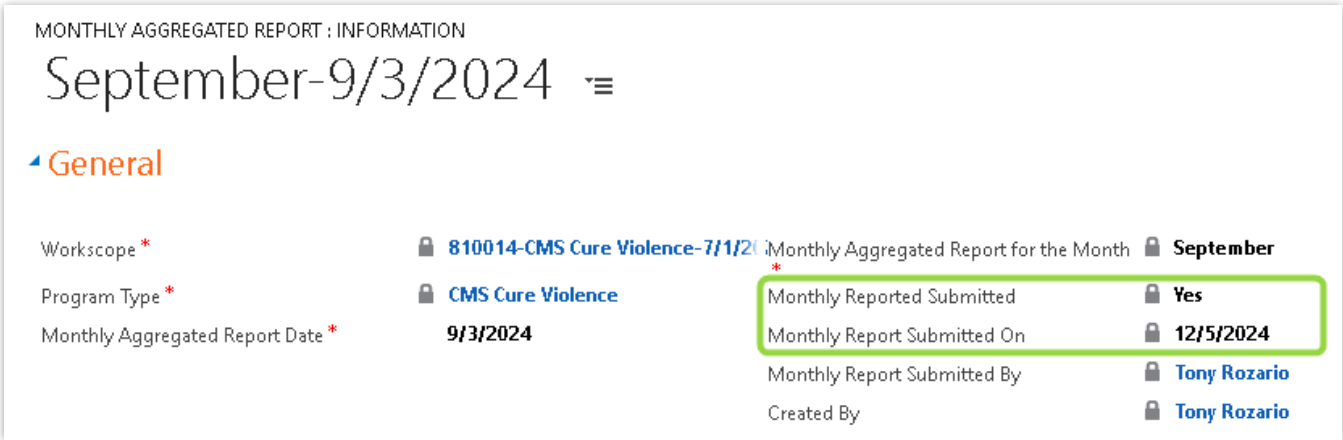 MONTHLY AGGREGATED REPORT : INFORMATION
September-9/3/2024
General
Workscope * 810014-CMS Cure Violence-7/1/20
Program Type * CMS Cure Violence
Monthly Aggregated Report Date * 9/3/2024
Monthly Aggregated Report for the Month * September
Monthly Reported Submitted Yes
Monthly Report Submitted On 12/5/2024
Monthly Report Submitted By Tony Rozario
Created By Tony Rozario